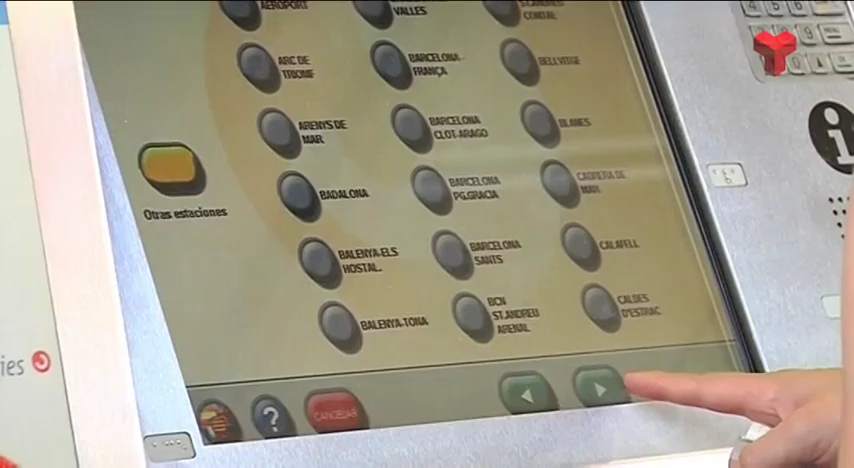 AEROPORT
VALLES
S.ANDREU
COMTAL
ARC DE
TRIOMF
BARCELONA
FRANÇA
BELLVITGE
ARENYS DE
MAR
BARCELONA
CLOT-ARAGO
BLANES
BADALONA
BARCELONA
PG.GRACIA
CABRERA DE
MAR
Otras estaciones
BALENYA-ELS
HOSTAL.
BARCELONA
SANTS
CALAFELL
BALENYA-TONA
BCN
ST.ANDREU
ARENAL
CALDES
D'ESTRAC
?
CANCELAR
i